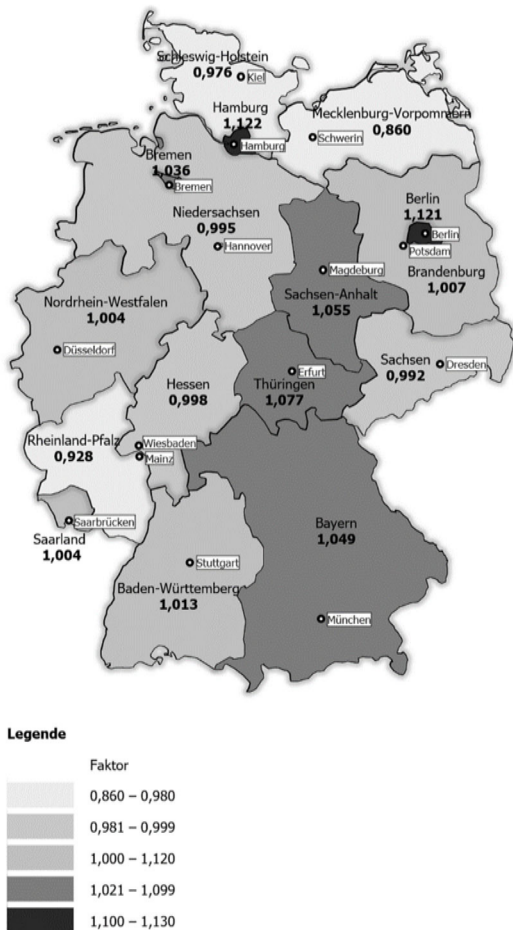 Schleswig-Holstein
0,976
Kiel
Hamburg
1,122
Hamburg
Mecklenburg-Vorpommern
0,860
Schwerin
Bremen
1,036
Bremen
Niedersachsen
0,995
Hannover
Berlin
1,121
Berlin
Potsdam
Brandenburg
1,007
Magdeburg
Sachsen-Anhalt
1,055
Nordrhein-Westfalen
1,004
Düsseldorf
Hessen
0,998
Erfurt
Thüringen
1,077
Sachsen
0,992
Dresden
Rheinland-Pfalz
0,928
Wiesbaden
Mainz
Saarbrücken
Saarland
1,004
Bayern
1,049
Stuttgart
Baden-Württemberg
1,013
München
Legende
Faktor
0,860 – 0,980
0,981 – 0,999
1,000 – 1,120
1,021 – 1,099
1,100 – 1,130